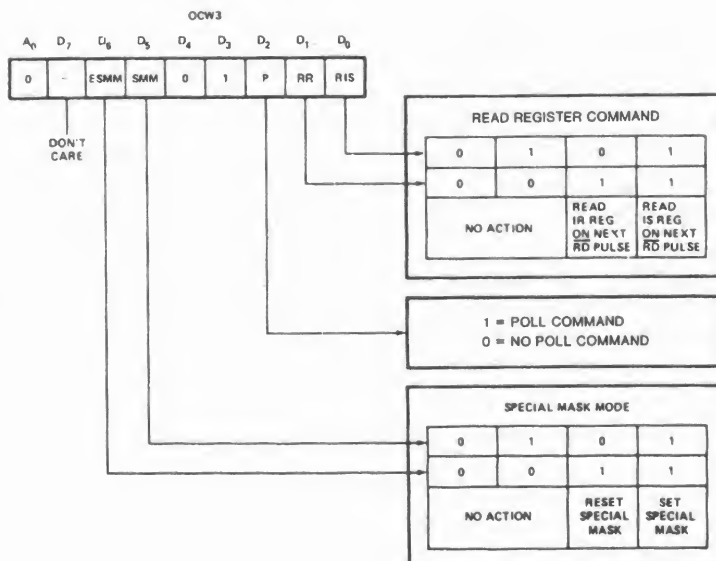 OCW3
A0 D7 D6 D5 D4 D3 D2 D1 D0
0 - ESMM SMM 0 1 P RR RIS
DON'T
CARE
READ REGISTER COMMAND
0 1 0 1
0 0 1 1
NO ACTION
READ
IR REG
ON NEXT
RD PULSE
READ
IS REG
ON NEXT
RD PULSE
1 = POLL COMMAND
0 = NO POLL COMMAND
SPECIAL MASK MODE
0 1 0 1
0 0 1 1
NO ACTION
RESET
SPECIAL
MASK
SET
SPECIAL
MASK